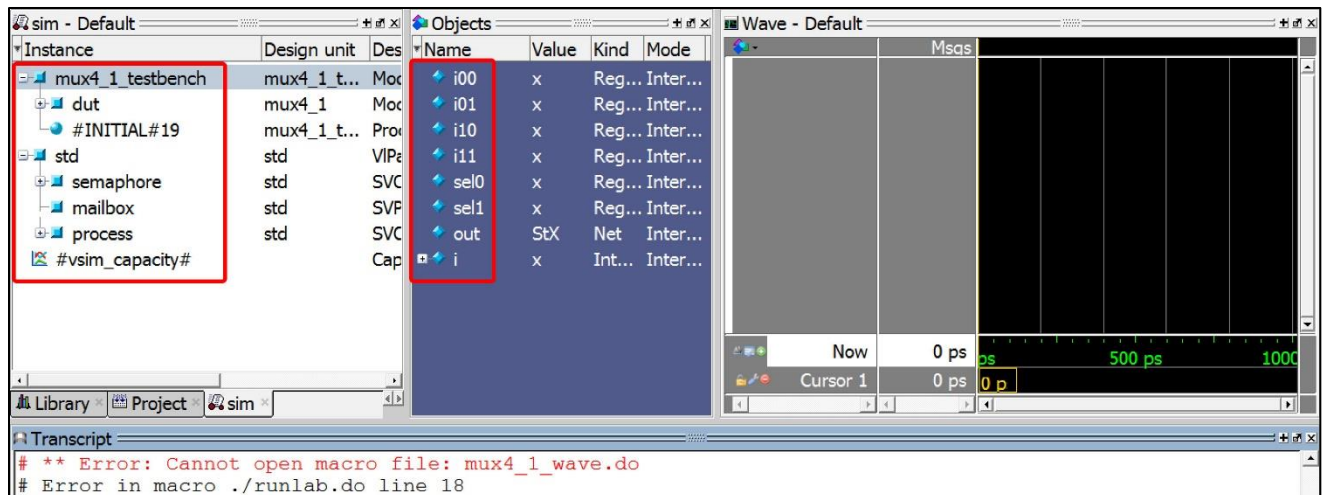 sim - Default
Instance Design unit Des
mux4_1_testbench mux4_1_t... Mod
dut mux4_1 Mod
#INITIAL#19 mux4_1_t... Pro
std std VlPa
semaphore std SVC
mailbox std SVP
process std SVC
#vsim_capacity# Cap
Library Project sim
Objects
Name Value Kind Mode
i00 x Reg... Inter...
i01 x Reg... Inter...
i10 x Reg... Inter...
i11 x Reg... Inter...
sel0 x Reg... Inter...
sel1 x Reg... Inter...
out StX Net Inter...
i x Int... Inter...
Wave - Default
Msgs
Now 0 ps ps 500 ps 1000
Cursor 1 0 ps 0 p
Transcript
# ** Error: Cannot open macro file: mux4_1_wave.do
# Error in macro ./runlab.do line 18